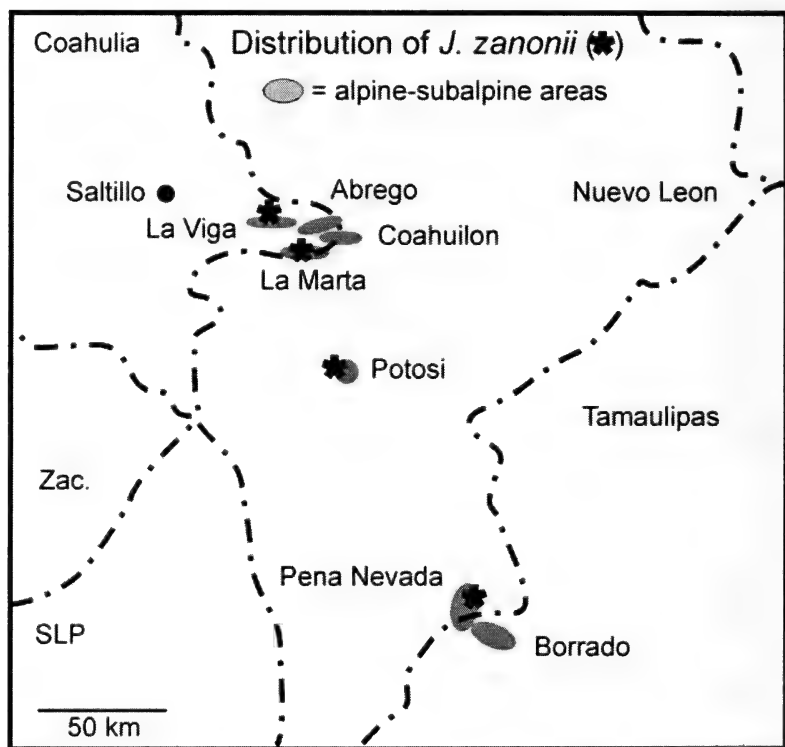 Coahulia
Distribution of J. zanonii (*)
= alpine-subalpine areas
Saltillo
Abrego
Nuevo Leon
La Viga
Coahuilon
La Marta
Potosi
Tamaulipas
Zac.
Pena Nevada
SLP
Borrado
50 km